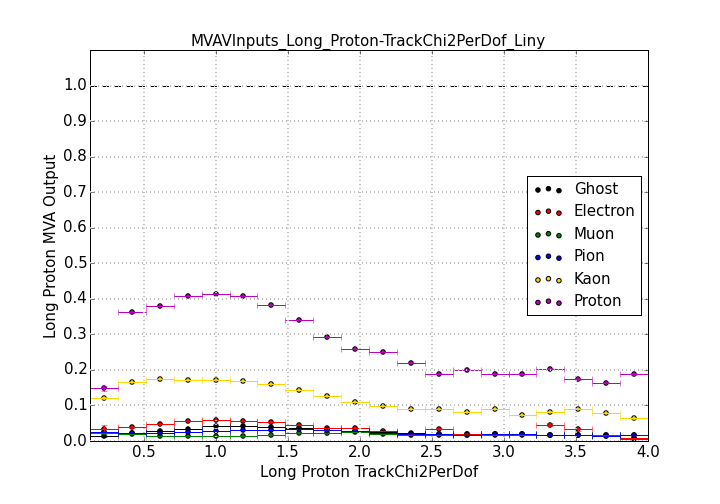 MVAVInputs_Long_Proton-TrackChi2PerDof_Liny
1.0
0.9
0.8
0.7
0.6
0.5
0.4
0.3
0.2
0.1
0.0
Long Proton MVA Output
Ghost
Electron
Muon
Pion
Kaon
Proton
0.5 1.0 1.5 2.0 2.5 3.0 3.5 4.0
Long Proton TrackChi2PerDof